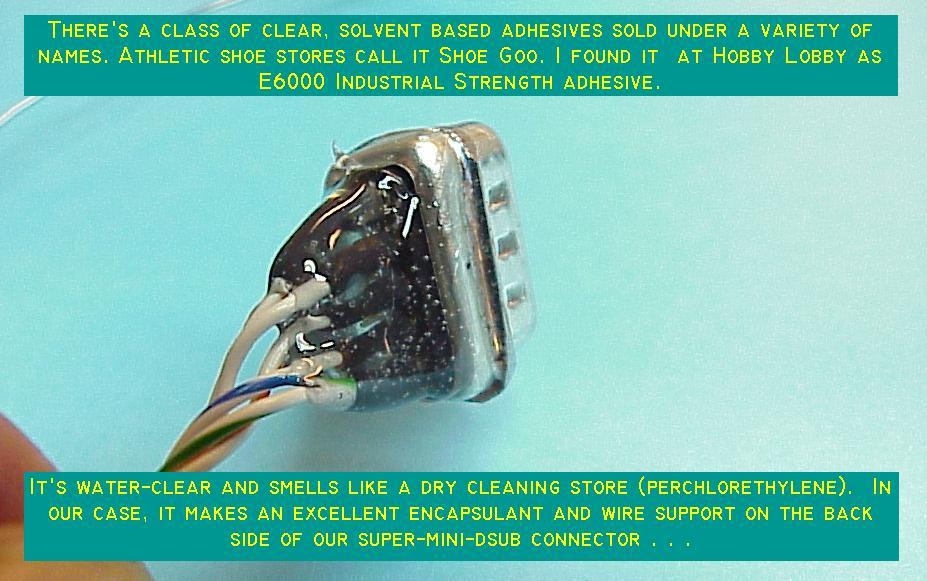 There's a class of clear, solvent based adhesives sold under a variety of
names. Athletic shoe stores call it Shoe Goo. I found it at Hobby Lobby as
E6000 Industrial Strength adhesive.
It's water-clear and smells like a dry cleaning store (perchlorethylene). In
our case, it makes an excellent encapsulant and wire support on the back
side of our super-mini-dsub connector . . .